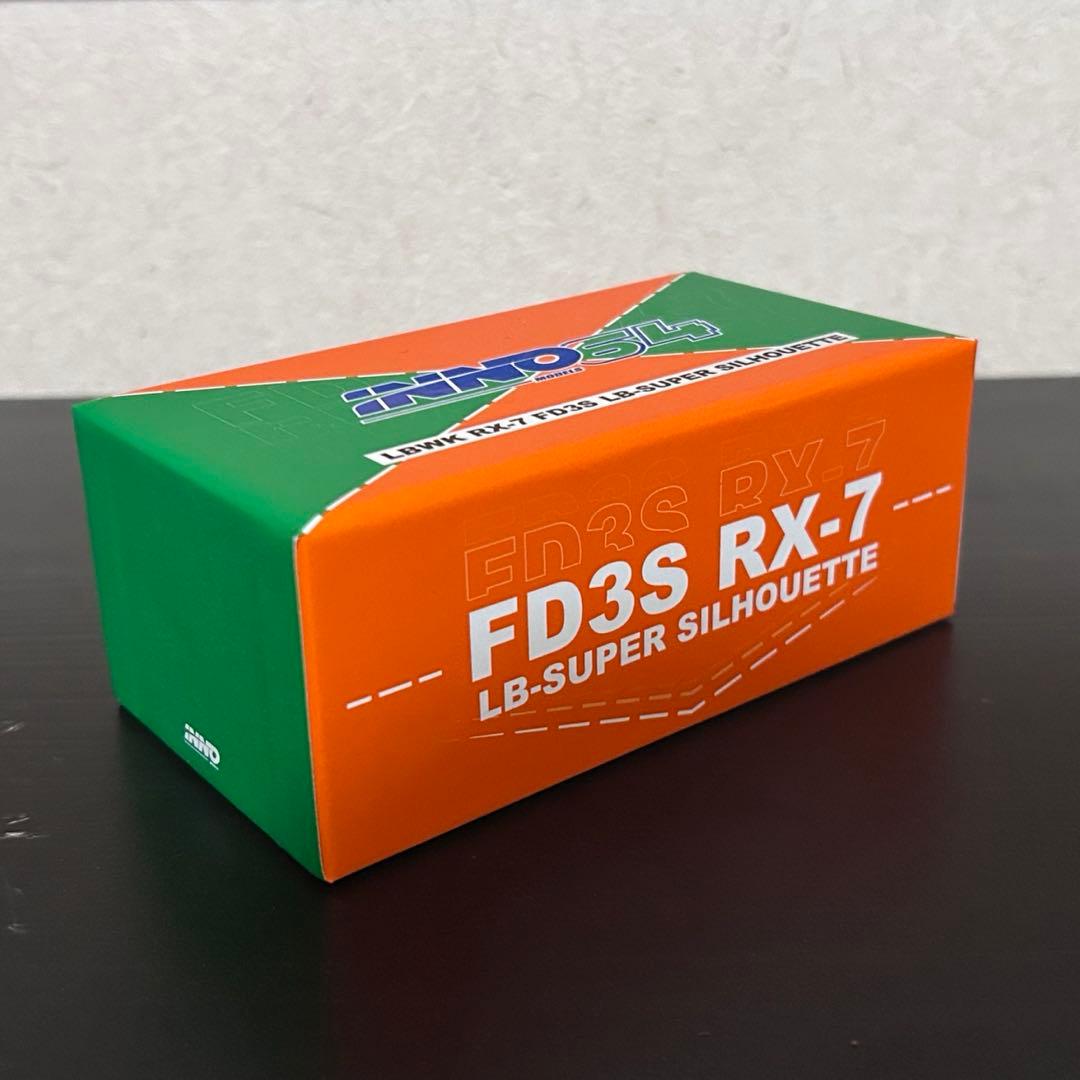 INNO64
MODELS
LBWK RX-7 FD3S LB-SUPER SILHOUETTE
FD3S RX-7
FD3S RX-7
LB-SUPER SILHOUETTE
INNO